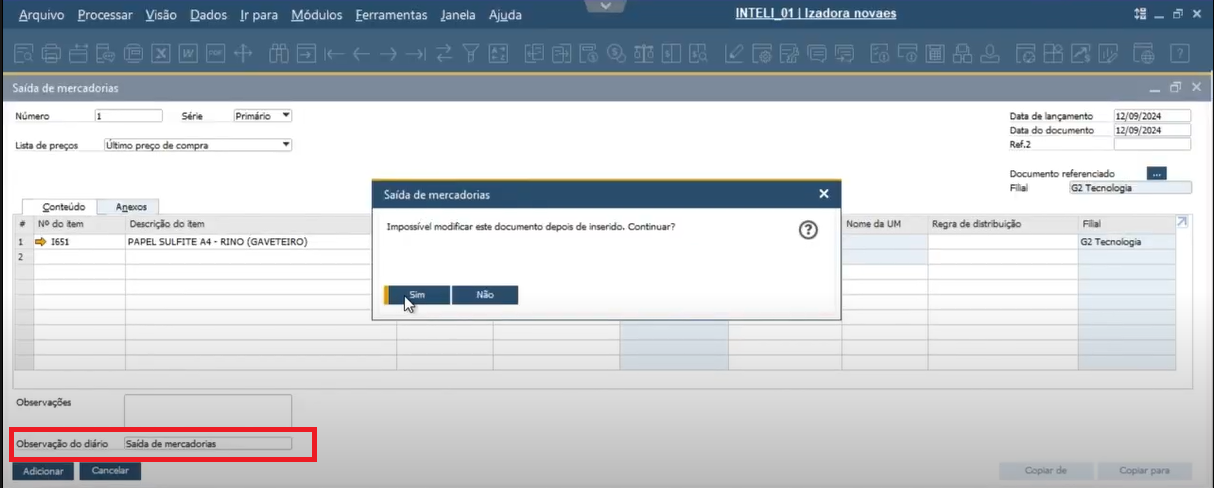 Arquivo Processar Visão Dados Ir para Módulos Ferramentas Janela Ajuda INTELI_01 | Izadora novaes
Saída de mercadorias
Número 1 Série Primário Data de lançamento 12/09/2024
Data do documento 12/09/2024
Lista de preços Último preço de compra Ref.2
Documento referenciado ...
Filial G2 Tecnologia
Conteúdo Anexos
# Nº do item Descrição do item Nome da UM Regra de distribuição Filial
1 I651 PAPEL SULFITE A4 - RINO (GAVETEIRO) G2 Tecnologia
2
Saída de mercadorias
Impossível modificar este documento depois de inserido. Continuar?
Sim Não
Observações
Observação do diário Saída de mercadorias
Adicionar Cancelar Copiar de Copiar para